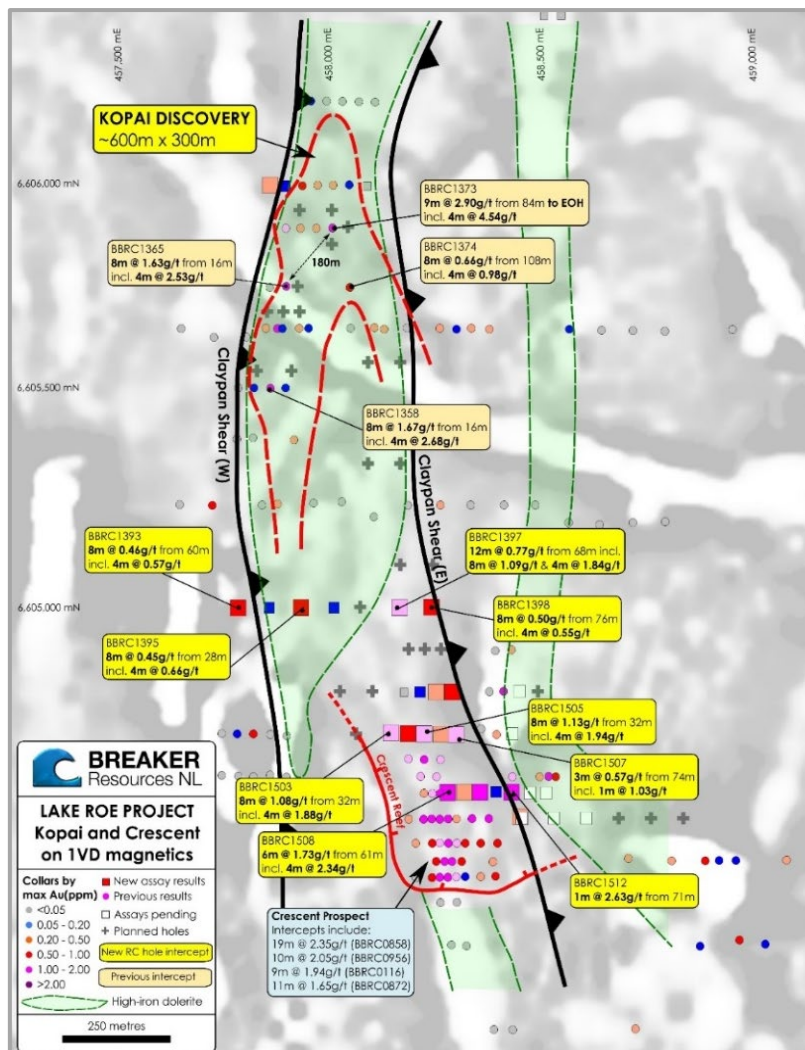 457,500 mE
458,000 mE
458,500 mE
459,000 mE
KOPAI DISCOVERY
~600m x 300m
6,606,000 mN
BBRC1373
9m @ 2.90g/t from 84m to EOH
incl. 4m @ 4.54g/t
BBRC1365
8m @ 1.63g/t from 16m
incl. 4m @ 2.53g/t
180m
BBRC1374
8m @ 0.66g/t from 108m
incl. 4m @ 0.98g/t
Claypan Shear (W)
6,605,500 mN
BBRC1358
8m @ 1.67g/t from 16m
incl. 4m @ 2.68g/t
Claypan Shear (E)
BBRC1393
8m @ 0.46g/t from 60m
incl. 4m @ 0.57g/t
BBRC1397
12m @ 0.77g/t from 68m incl.
8m @ 1.09g/t & 4m @ 1.84g/t
6,605,000 mN
BBRC1398
8m @ 0.50g/t from 76m
incl. 4m @ 0.55g/t
BBRC1395
8m @ 0.45g/t from 28m
incl. 4m @ 0.66g/t
BBRC1505
8m @ 1.13g/t from 32m
incl. 4m @ 1.94g/t
BBRC1507
3m @ 0.57g/t from 74m
incl. 1m @ 1.03g/t
BBRC1503
8m @ 1.08g/t from 32m
incl. 4m @ 1.88g/t
Crescent Reef
BBRC1508
6m @ 1.73g/t from 61m
incl. 4m @ 2.34g/t
BBRC1512
1m @ 2.63g/t from 71m
Crescent Prospect
Intercepts include:
19m @ 2.35g/t (BBRC0858)
10m @ 2.05g/t (BBRC0956)
9m @ 1.94g/t (BBRC0116)
11m @ 1.65g/t (BBRC0872)
BREAKER
Resources NL
LAKE ROE PROJECT
Kopai and Crescent
on 1VD magnetics
Collars by
max Au(ppm)
<0.05
0.05 - 0.20
0.20 - 0.50
0.50 - 1.00
1.00 - 2.00
>2.00
New assay results
Previous results
Assays pending
Planned holes
New RC hole intercept
Previous intercept
High-iron dolerite
250 metres